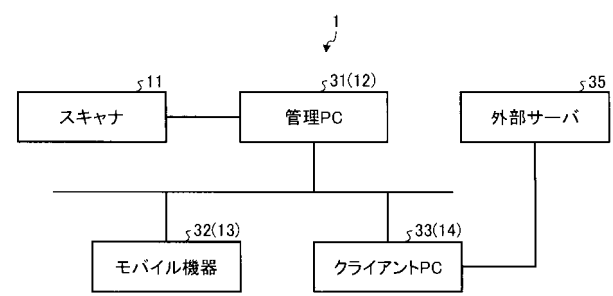 1
11
31(12)
35
スキャナ
管理PC
外部サーバ
32(13)
33(14)
モバイル機器
クライアントPC